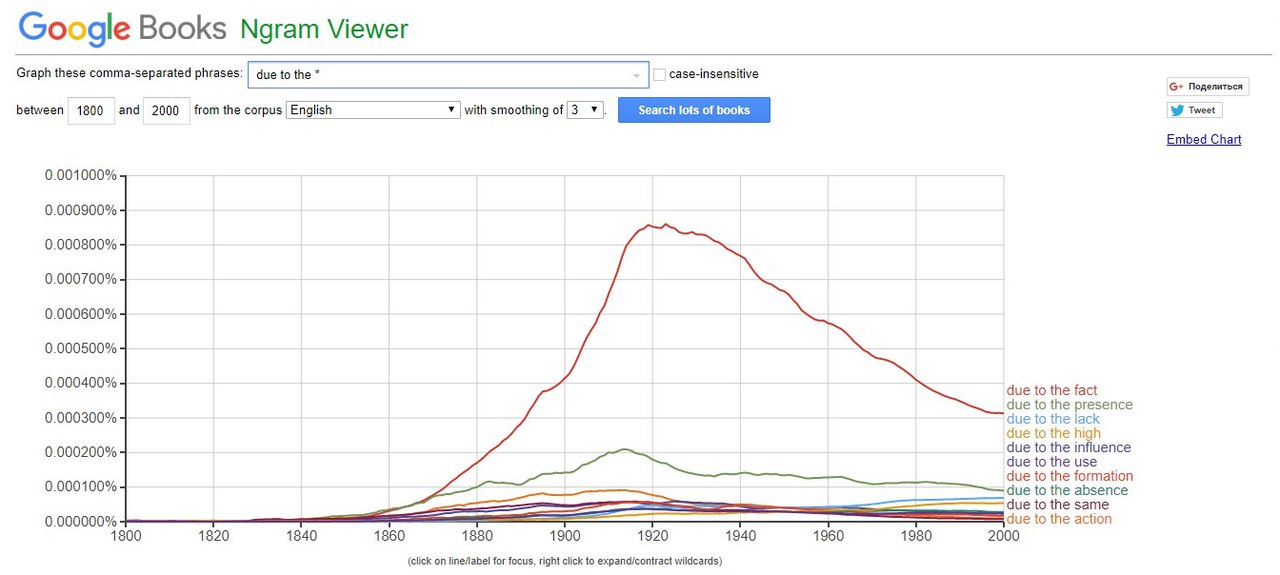 Google Books Ngram Viewer
Graph these comma-separated phrases: due to the * case-insensitive
between 1800 and 2000 from the corpus English with smoothing of 3 . Search lots of books
G+ Поделиться
Tweet
Embed Chart
0.001000%
0.000900%
0.000800%
0.000700%
0.000600%
0.000500%
0.000400%
0.000300%
0.000200%
0.000100%
0.000000%
1800 1820 1840 1860 1880 1900 1920 1940 1960 1980 2000
due to the fact
due to the presence
due to the lack
due to the high
due to the influence
due to the use
due to the formation
due to the absence
due to the same
due to the action
(click on line/label for focus, right click to expand/contract wildcards)